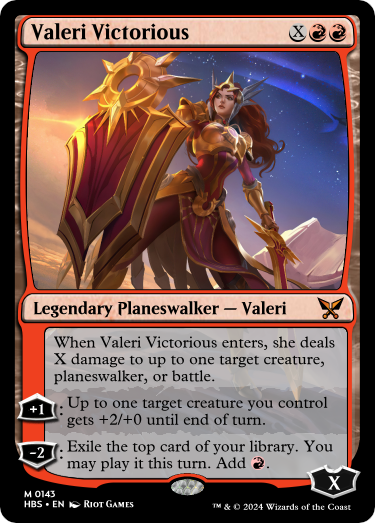 Valeri Victorious X
Legendary Planeswalker — Valeri
When Valeri Victorious enters, she deals
X damage to up to one target creature,
planeswalker, or battle.
+1: Up to one target creature you control
gets +2/+0 until end of turn.
−2: Exile the top card of your library. You
may play it this turn. Add .
X
M 0143
HBS • EN Riot Games
™ & © 2024 Wizards of the Coast